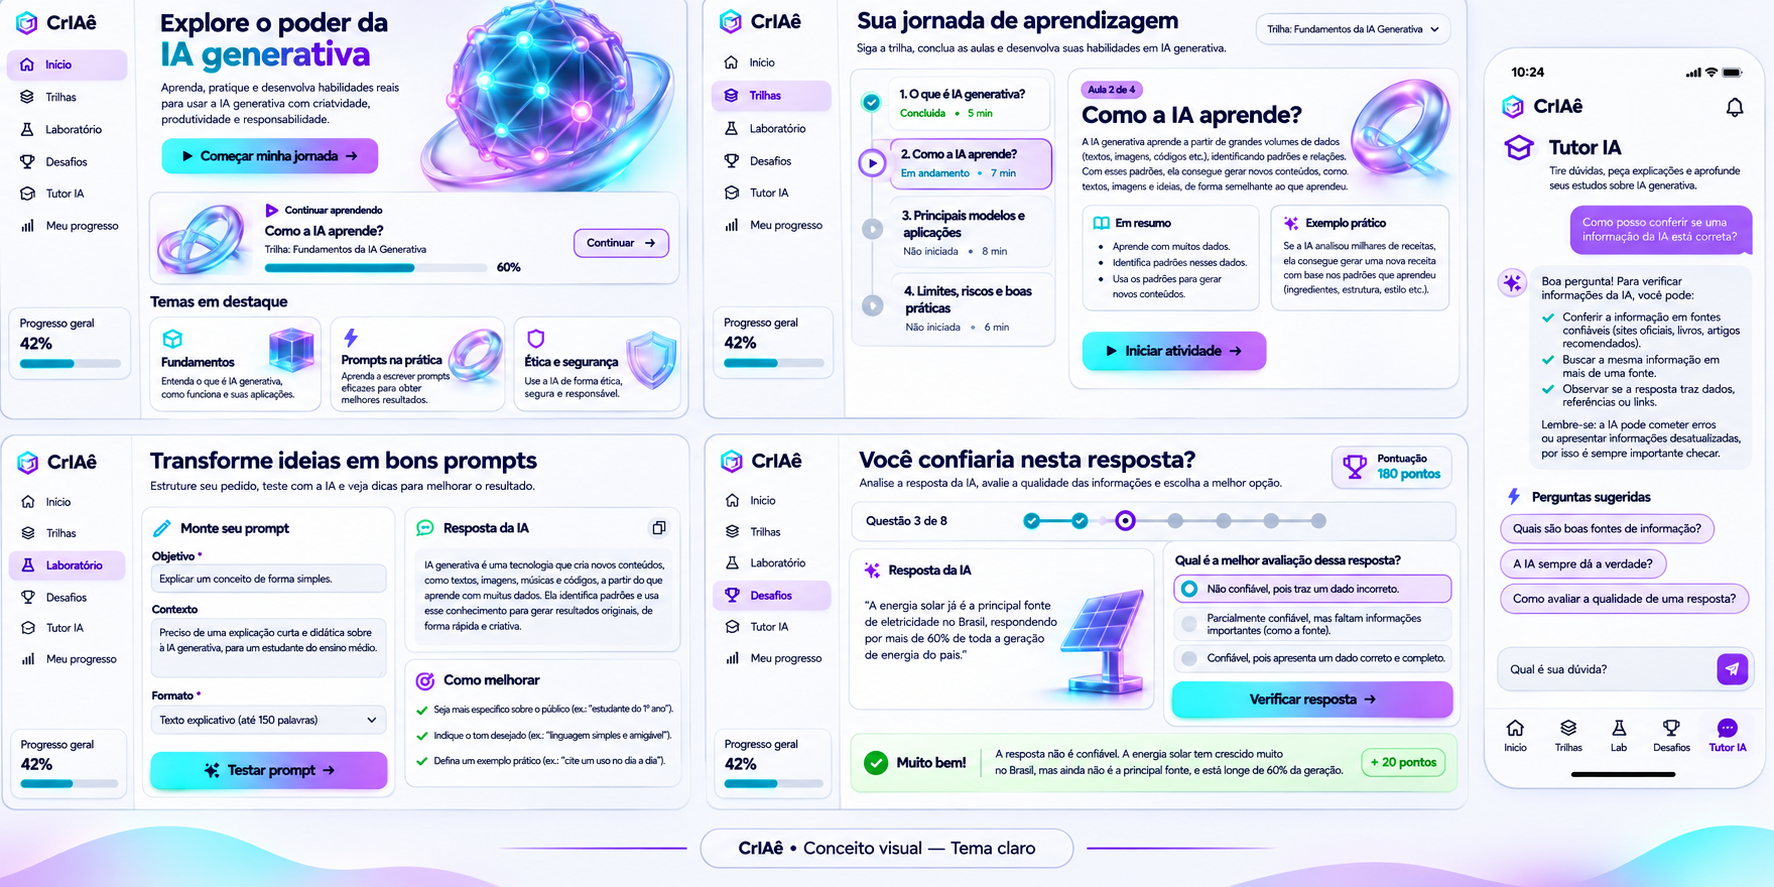 CrIAê
Início
Trilhas
Laboratório
Desafios
Tutor IA
Meu progresso
Progresso geral
42%
Explore o poder da
IA generativa
Aprenda, pratique e desenvolva habilidades reais
para usar a IA generativa com criatividade,
produtividade e responsabilidade.
Começar minha jornada
Continuar aprendendo
Como a IA aprende?
Trilha: Fundamentos da IA Generativa
60%
Continuar
Temas em destaque
Fundamentos
Entenda o que é IA generativa,
como funciona e suas aplicações.
Prompts na prática
Aprenda a escrever prompts
eficazes para obter
melhores resultados.
Ética e segurança
Use a IA de forma ética,
segura e responsável.
CrIAê
Início
Trilhas
Laboratório
Desafios
Tutor IA
Meu progresso
Progresso geral
42%
Sua jornada de aprendizagem
Siga a trilha, conclua as aulas e desenvolva suas habilidades em IA generativa.
Trilha: Fundamentos da IA Generativa
1. O que é IA generativa?
Concluída • 5 min
2. Como a IA aprende?
Em andamento • 7 min
3. Principais modelos e
aplicações
Não iniciada • 8 min
4. Limites, riscos e boas
práticas
Não iniciada • 6 min
Aula 2 de 4
Como a IA aprende?
A IA generativa aprende a partir de grandes volumes de dados
(textos, imagens, códigos etc.), identificando padrões e relações.
Com esses padrões, ela consegue gerar novos conteúdos, como
textos, imagens e ideias, de forma semelhante ao que aprendeu.
Em resumo
• Aprende com muitos dados.
• Identifica padrões nesses dados.
• Usa os padrões para gerar
novos conteúdos.
Exemplo prático
Se a IA analisou milhares de receitas,
ela consegue gerar uma nova receita
com base nos padrões que aprendeu
(ingredientes, estrutura, estilo etc.).
Iniciar atividade
CrIAê
Início
Trilhas
Laboratório
Desafios
Tutor IA
Meu progresso
Progresso geral
42%
Transforme ideias em bons prompts
Estruture seu pedido, teste com a IA e veja dicas para melhorar o resultado.
Monte seu prompt
Objetivo *
Explicar um conceito de forma simples.
Contexto
Preciso de uma explicação curta e didática sobre
à IA generativa, para um estudante do ensino médio.
Formato *
Texto explicativo (até 150 palavras)
Testar prompt
Resposta da IA
IA generativa é uma tecnologia que cria novos conteúdos,
como textos, imagens, músicas e códigos, a partir do que
aprende com muitus dados. Ela identifica padrões e usa
esse conhecimento para gerar resultados originais, de
forma rápida e criativa.
Como melhorar
Seja mais específico sobre o público (ex.: "estudante do 1º ano").
Indique o tom desejado (ex.: "linguagem simples e amigável").
Defina um exemplo prático (ex.: "cite um uso no dia a dia").
CrIAê
Inicio
Trilhas
Laboratório
Desafios
Tutor IA
Meu progresso
Progresso geral
42%
Você confiaria nesta resposta?
Analise a resposta da IA, avalie a qualidade das informações e escolha a melhor opção.
Pontuação
180 pontos
Questão 3 de 8
Resposta da IA
"A energia solar já é a principal fonte
de eletricidade no Brasil, respondendo
por mais de 60% de toda a geração
de energia do pais."
Qual é a melhor avaliação dessa resposta?
Não confiável, pois traz um dado incorreto.
Parcialmente confiável, mas faltam informações
importantes (como a fonte).
Confiável, pois apresenta um dado correto e completo.
Verificar resposta
Muito bem!
A resposta não é confiável. A energia solar tem crescido muito
no Brasil, mas ainda não é a principal fonte, e está longe de 60% da geração.
+ 20 pontos
10:24
CrIAê
Tutor IA
Tire dúvidas, peça explicações e aprofunde
seus estudos sobre IA generativa.
Como posso conferir se uma
informação da IA está correta?
Boa pergunta! Para verificar
informações da IA, você pode:
Conferir a informação em fontes
confiáveis (sites oficiais, livros, artigos
recomendados).
Buscar a mesma informação em
mais de uma fonte.
Observar se a resposta traz dados,
referências ou links.
Lembre-se: a IA pode cometer erros
ou apresentar informações desatualizadas,
por isso é sempre importante checar.
Perguntas sugeridas
Quais são boas fontes de informação?
A IA sempre dá a verdade?
Como avaliar a qualidade de uma resposta?
Qual é sua dúvida?
Inicio
Trilhas
Lab
Desafios
Tutor IA
CrIAê • Conceito visual — Tema claro